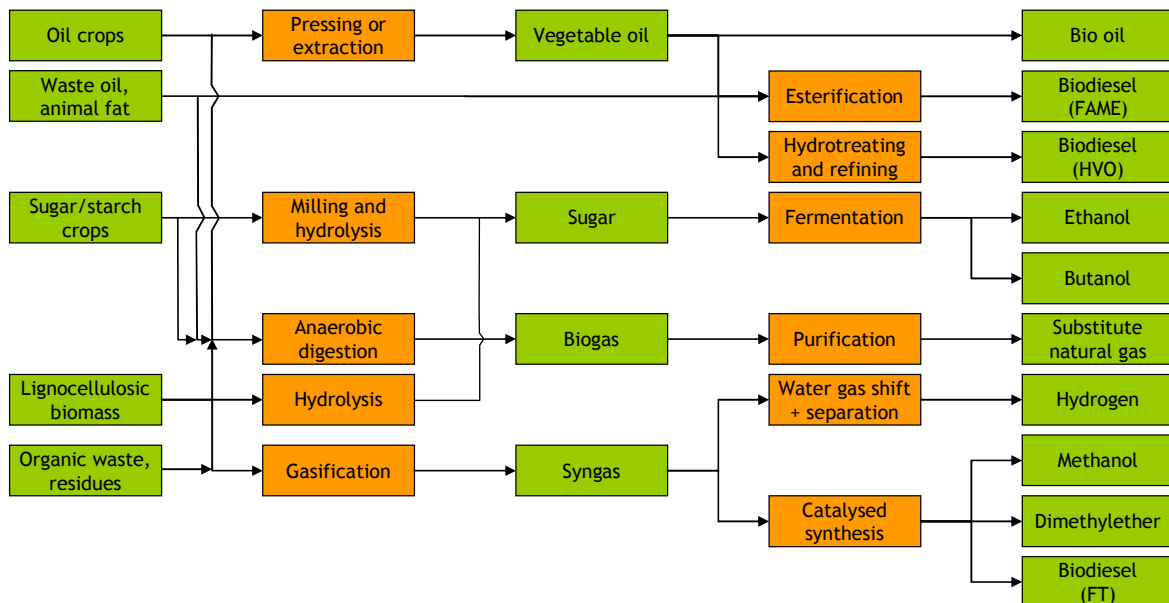 Oil crops
Pressing or
extraction
Vegetable oil
Bio oil
Waste oil,
animal fat
Esterification
Biodiesel
(FAME)
Hydrotreating
and refining
Biodiesel
(HVO)
Sugar/starch
crops
Milling and
hydrolysis
Sugar
Fermentation
Ethanol
Butanol
Anaerobic
digestion
Biogas
Purification
Substitute
natural gas
Lignocellulosic
biomass
Hydrolysis
Water gas shift
+ separation
Hydrogen
Organic waste,
residues
Gasification
Syngas
Methanol
Catalysed
synthesis
Dimethylether
Biodiesel
(FT)